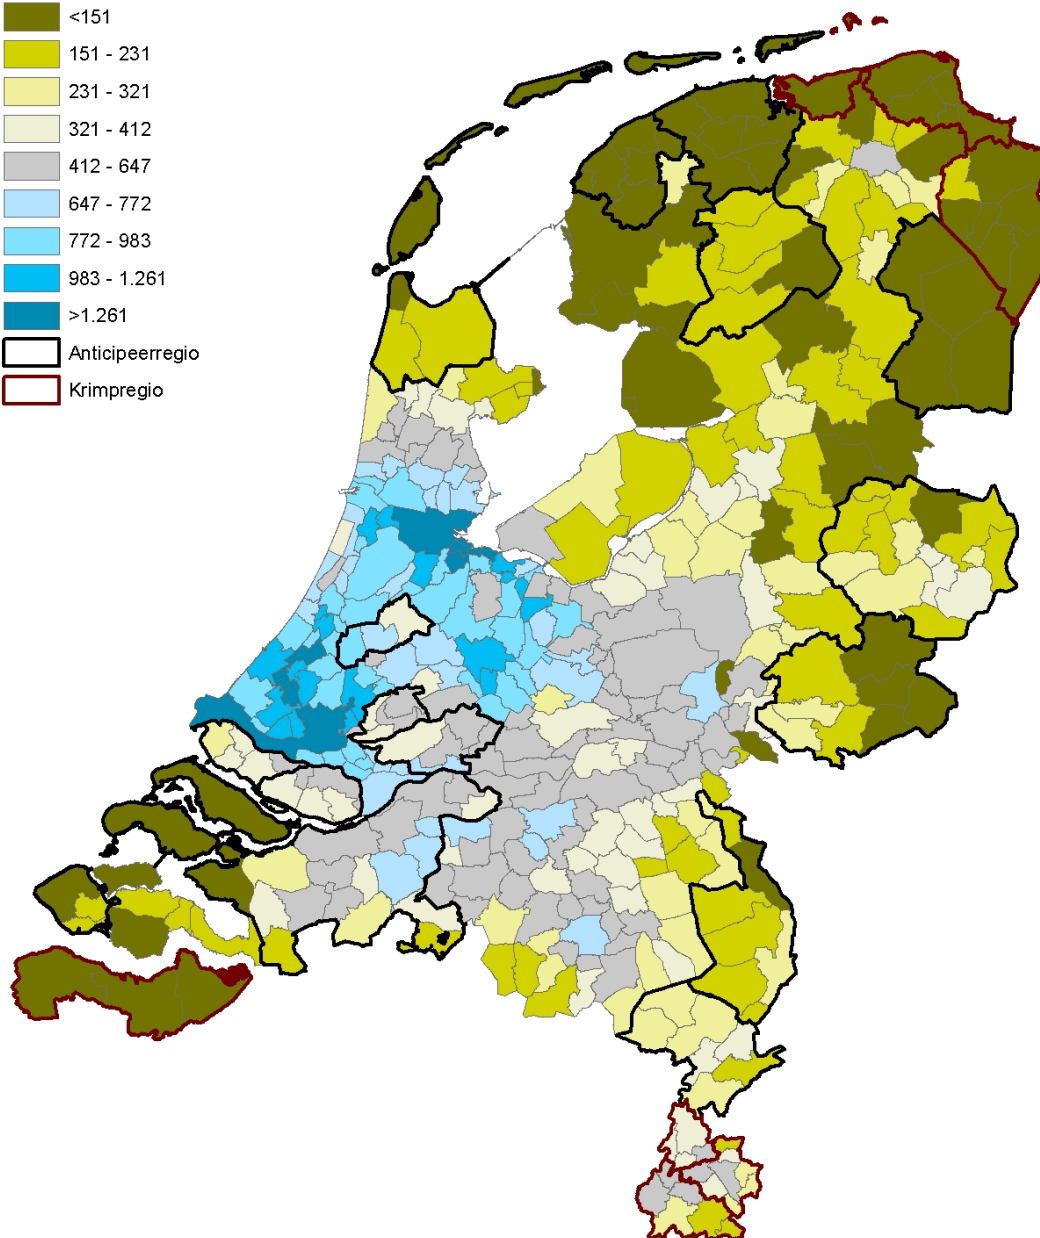 <151
151 - 231
231 - 321
321 - 412
412 - 647
647 - 772
772 - 983
983 - 1.261
>1.261
Anticipeerregio
Krimpregio